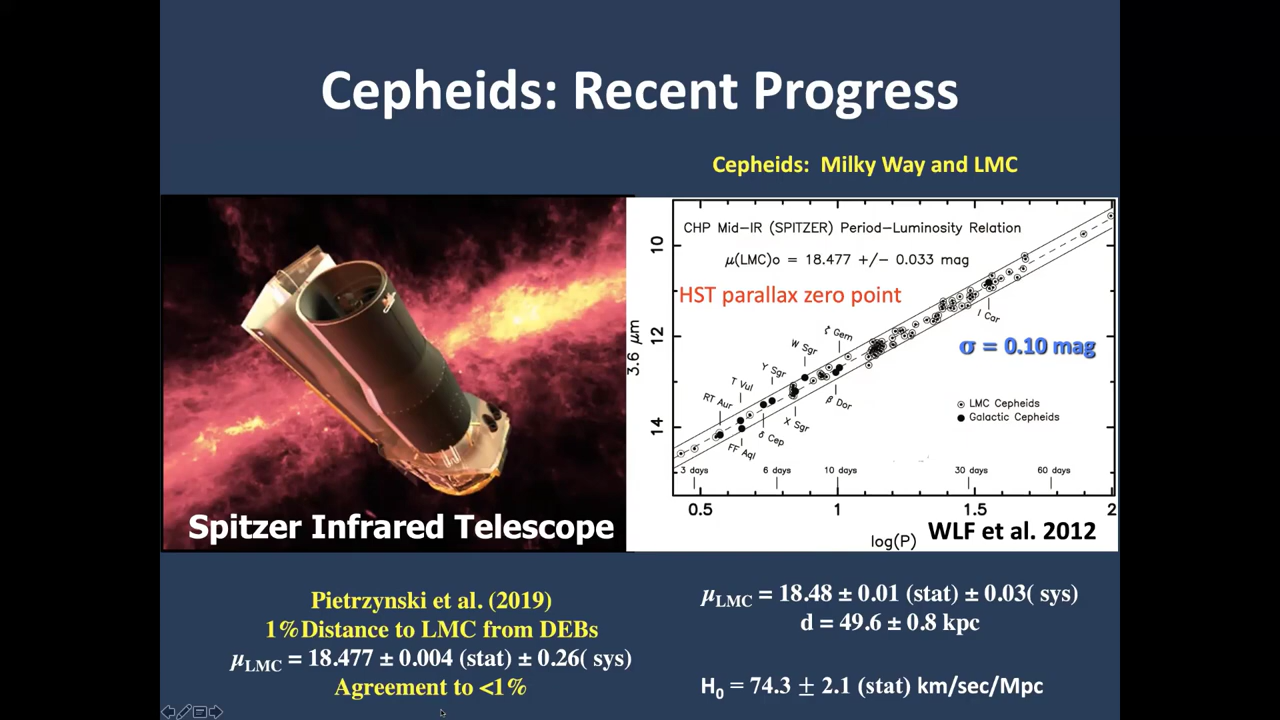 Cepheids: Recent Progress
Cepheids: Milky Way and LMC
CHP Mid-IR (SPITZER) Period-Luminosity Relation
μ(LMC)o = 18.477 +/- 0.033 mag
HST parallax zero point
10
12
14
3.6 μm
l Car
σ = 0.10 mag
ζ Gem
W Sgr
Y Sgr
T Vul
RT Aur
β Dor
X Sgr
δ Cep
FF Aql
LMC Cepheids
Galactic Cepheids
3 days
6 days
10 days
30 days
60 days
0.5
1
1.5
2
log(P)
WLF et al. 2012
Spitzer Infrared Telescope
Pietrzynski et al. (2019)
1%Distance to LMC from DEBs
μLMC = 18.477 ± 0.004 (stat) ± 0.26( sys)
Agreement to <1%
μLMC = 18.48 ± 0.01 (stat) ± 0.03( sys)
d = 49.6 ± 0.8 kpc
H0 = 74.3 ± 2.1 (stat) km/sec/Mpc